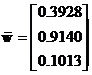 w̅ = [0.3928
0.9140
0.1013]